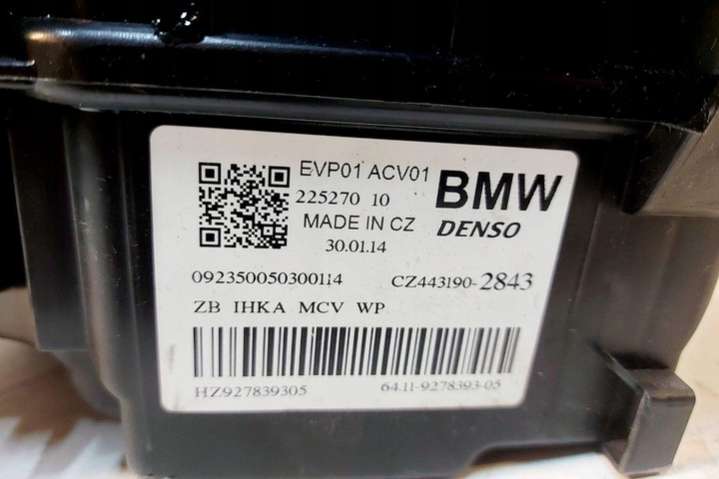 EVP01 ACV01
BMW
225270 10
DENSO
MADE IN CZ
30.01.14
092350050300114
CZ443190-2843
ZB IHKA MCV WP
HZ927839305
64.11-9278393-05